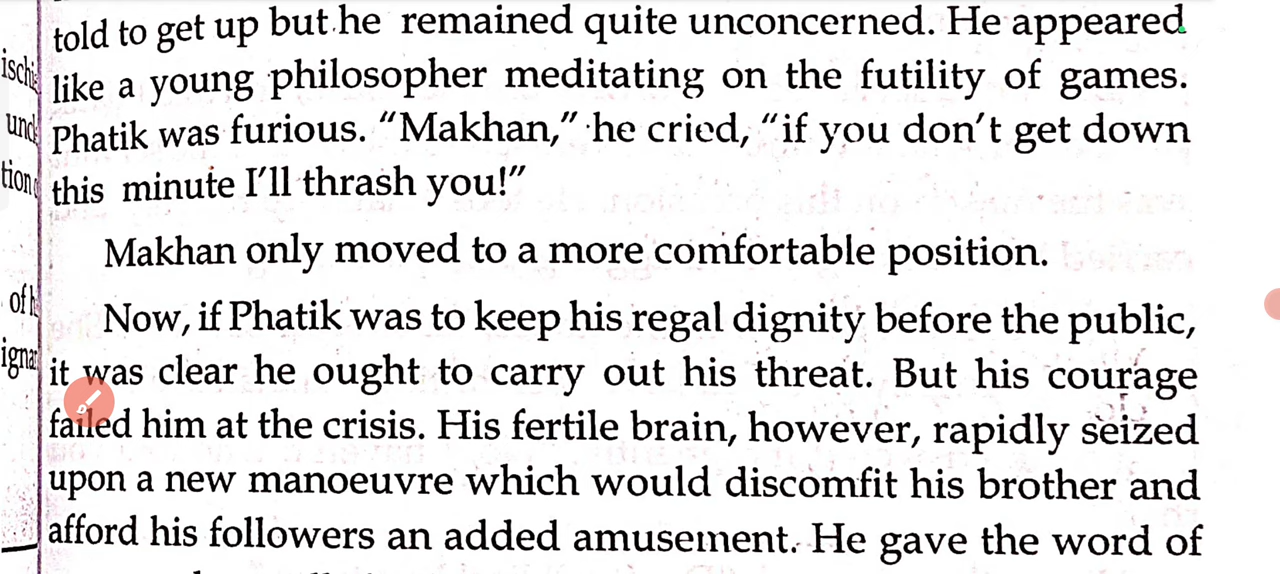 told to get up but he remained quite unconcerned. He appeared
like a young philosopher meditating on the futility of games.
Phatik was furious. “Makhan,” he cried, “if you don’t get down
this minute I’ll thrash you!”
Makhan only moved to a more comfortable position.
Now, if Phatik was to keep his regal dignity before the public,
it was clear he ought to carry out his threat. But his courage
failed him at the crisis. His fertile brain, however, rapidly seized
upon a new manoeuvre which would discomfit his brother and
afford his followers an added amusement. He gave the word of